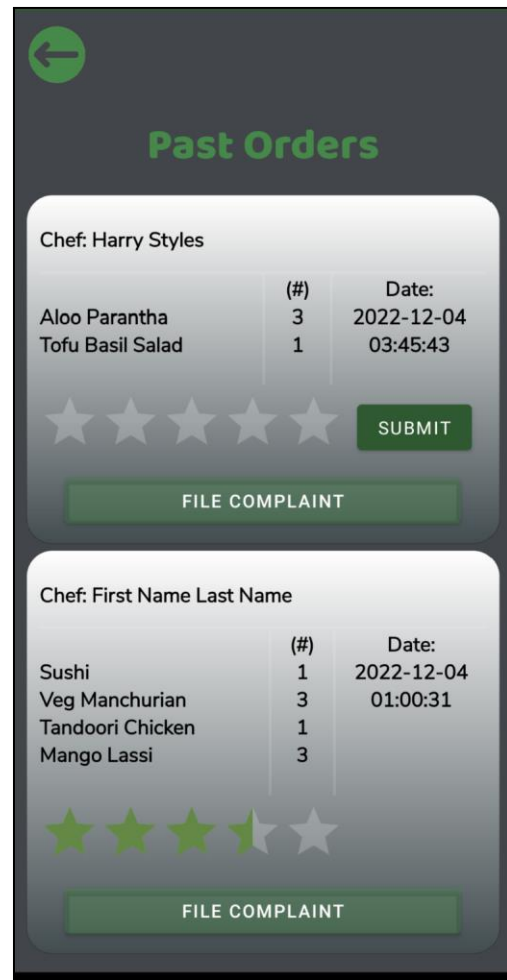 Past Orders
Chef: Harry Styles
(#) Date:
Aloo Parantha 3 2022-12-04
Tofu Basil Salad 1 03:45:43
SUBMIT
FILE COMPLAINT
Chef: First Name Last Name
(#) Date:
Sushi 1 2022-12-04
Veg Manchurian 3 01:00:31
Tandoori Chicken 1
Mango Lassi 3
FILE COMPLAINT